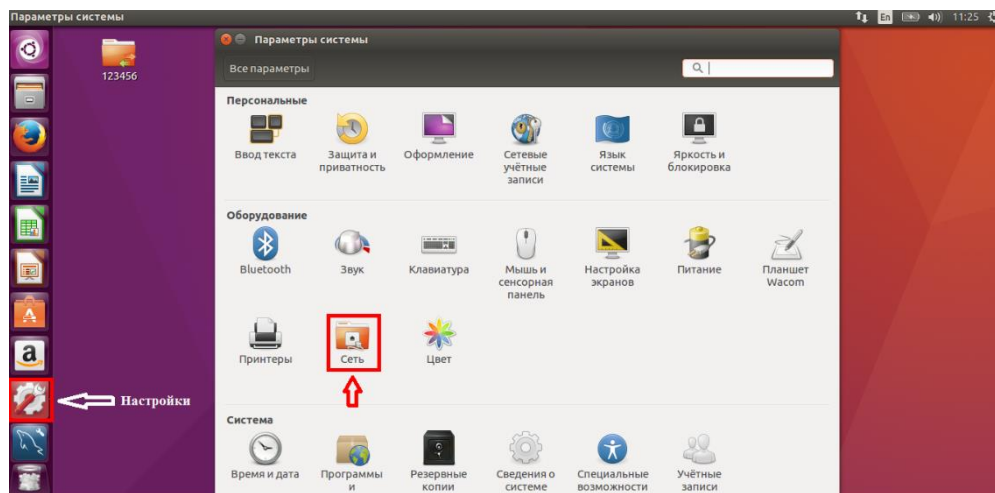 Параметры системы
En
11:25
Параметры системы
Все параметры
123456
Персональные
Ввод текста
Защита и
приватность
Оформление
Сетевые
учётные
записи
Язык
системы
Яркость и
блокировка
Оборудование
Bluetooth
Звук
Клавиатура
Мышь и
сенсорная
панель
Настройка
экранов
Питание
Планшет
Wacom
Принтеры
Сеть
Цвет
a
Настройки
Система
Время и дата
Программы
и
Резервные
копии
Сведения о
системе
Специальные
возможности
Учётные
записи